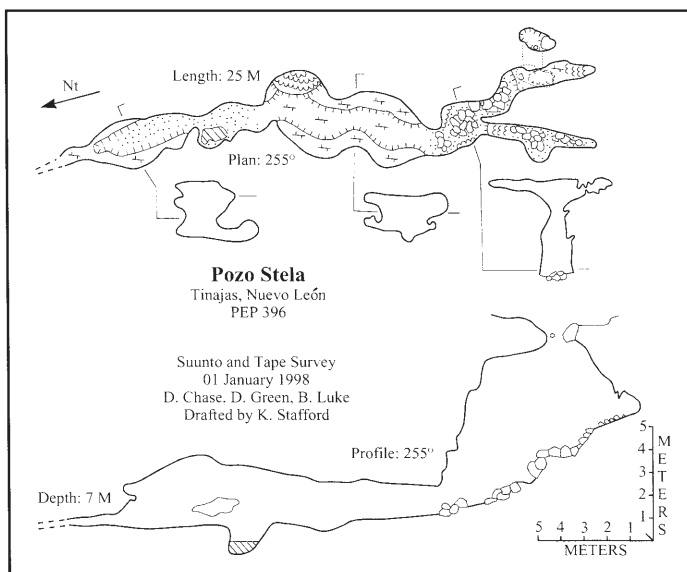 Length: 25 M
Nt
Plan: 255°
Pozo Stela
Tinajas, Nuevo León
PEP 396
Suunto and Tape Survey
01 January 1998
D. Chase, D. Green, B. Luke
Drafted by K. Stafford
Profile: 255°
Depth: 7 M
5
4
3
2
1
METERS
5 4 3 2 1
METERS